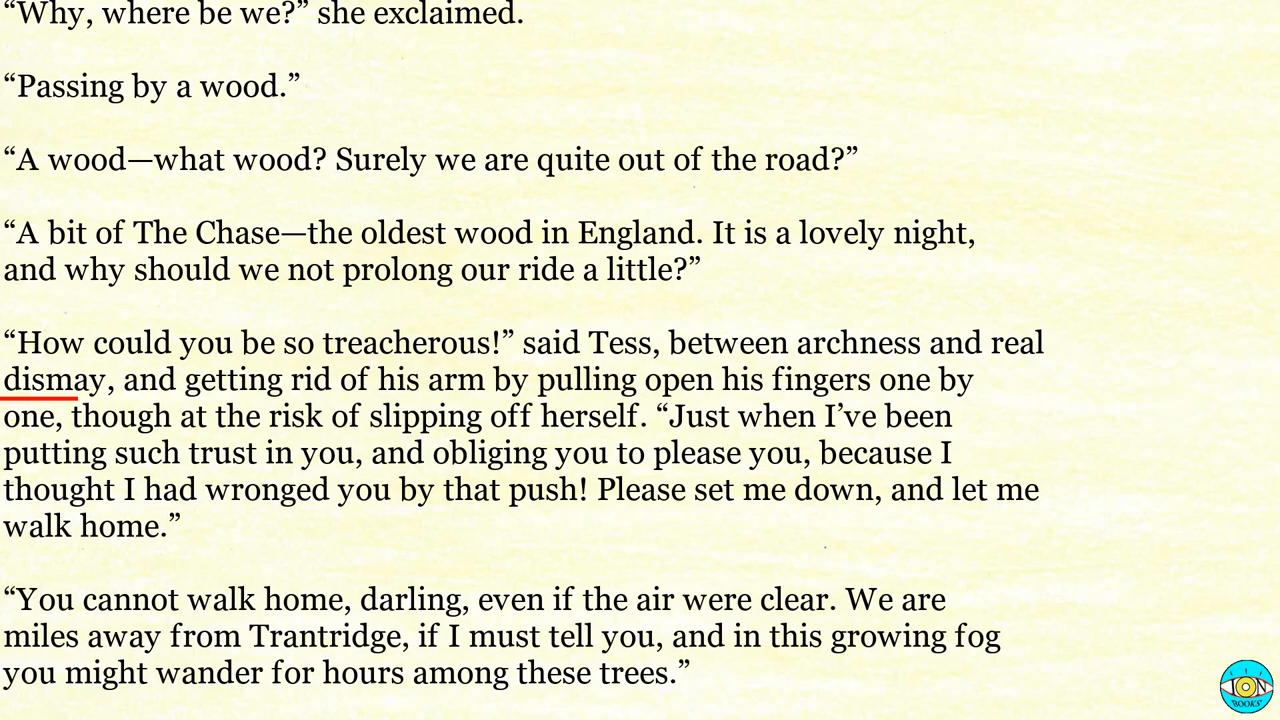 “Why, where be we?” she exclaimed.
“Passing by a wood.”
“A wood—what wood? Surely we are quite out of the road?”
“A bit of The Chase—the oldest wood in England. It is a lovely night,
and why should we not prolong our ride a little?”
“How could you be so treacherous!” said Tess, between archness and real
dismay, and getting rid of his arm by pulling open his fingers one by
one, though at the risk of slipping off herself. “Just when I’ve been
putting such trust in you, and obliging you to please you, because I
thought I had wronged you by that push! Please set me down, and let me
walk home.”
“You cannot walk home, darling, even if the air were clear. We are
miles away from Trantridge, if I must tell you, and in this growing fog
you might wander for hours among these trees.”
ION
BOOKS